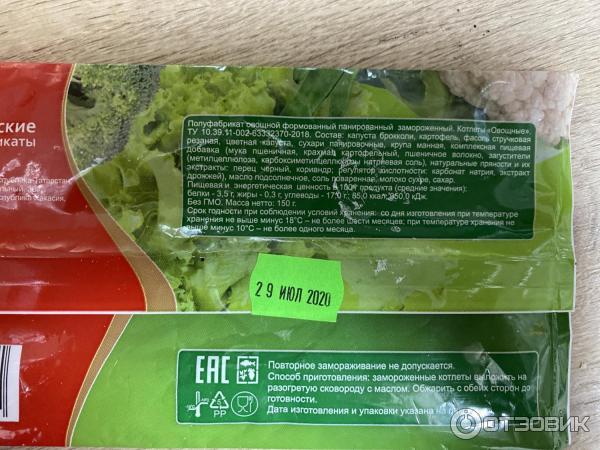 Полуфабрикат овощной формованный панированный замороженный. Котлеты «Овощные».
ТУ 10.39.11-002-63332370-2018. Состав: капуста брокколи, картофель, фасоль стручковая
резаная, цветная капуста, сухари панировочные, крупа манная, комплексная пищевая
добавка (мука пшеничная, крахмал картофельный, пшеничное волокно, загустители
(метилцеллюлоза, карбоксиметилцеллюлозы натриевая соль), натуральные пряности и их
экстракты: перец черный, кориандр; регулятор кислотности: карбонат натрия, экстракт
дрожжей), масло подсолнечное, соль поваренная, молоко сухое, сахар.
Пищевая и энергетическая ценность в 100 г продукта (средние значения):
белки - 3,5 г, жиры - 0,3 г, углеводы - 17,0 г; 85,0 ккал/350,0 кДж.
Без ГМО. Масса нетто: 150 г.
Срок годности при соблюдении условий хранения: со дня изготовления при температуре
хранения не выше минус 18°С – не более шести месяцев; при температуре хранения не
выше минус 10°С – не более одного месяца.
ские
икаты
Татарстан
спублика Хакасия,
29 ИЮЛ 2020
EAC
5
PP
Повторное замораживание не допускается.
Способ приготовления: замороженные котлеты выложить на
разогретую сковороду с маслом. Обжарить с обеих сторон до
готовности.
Дата изготовления и упаковки указана на
ОТЗОВИК